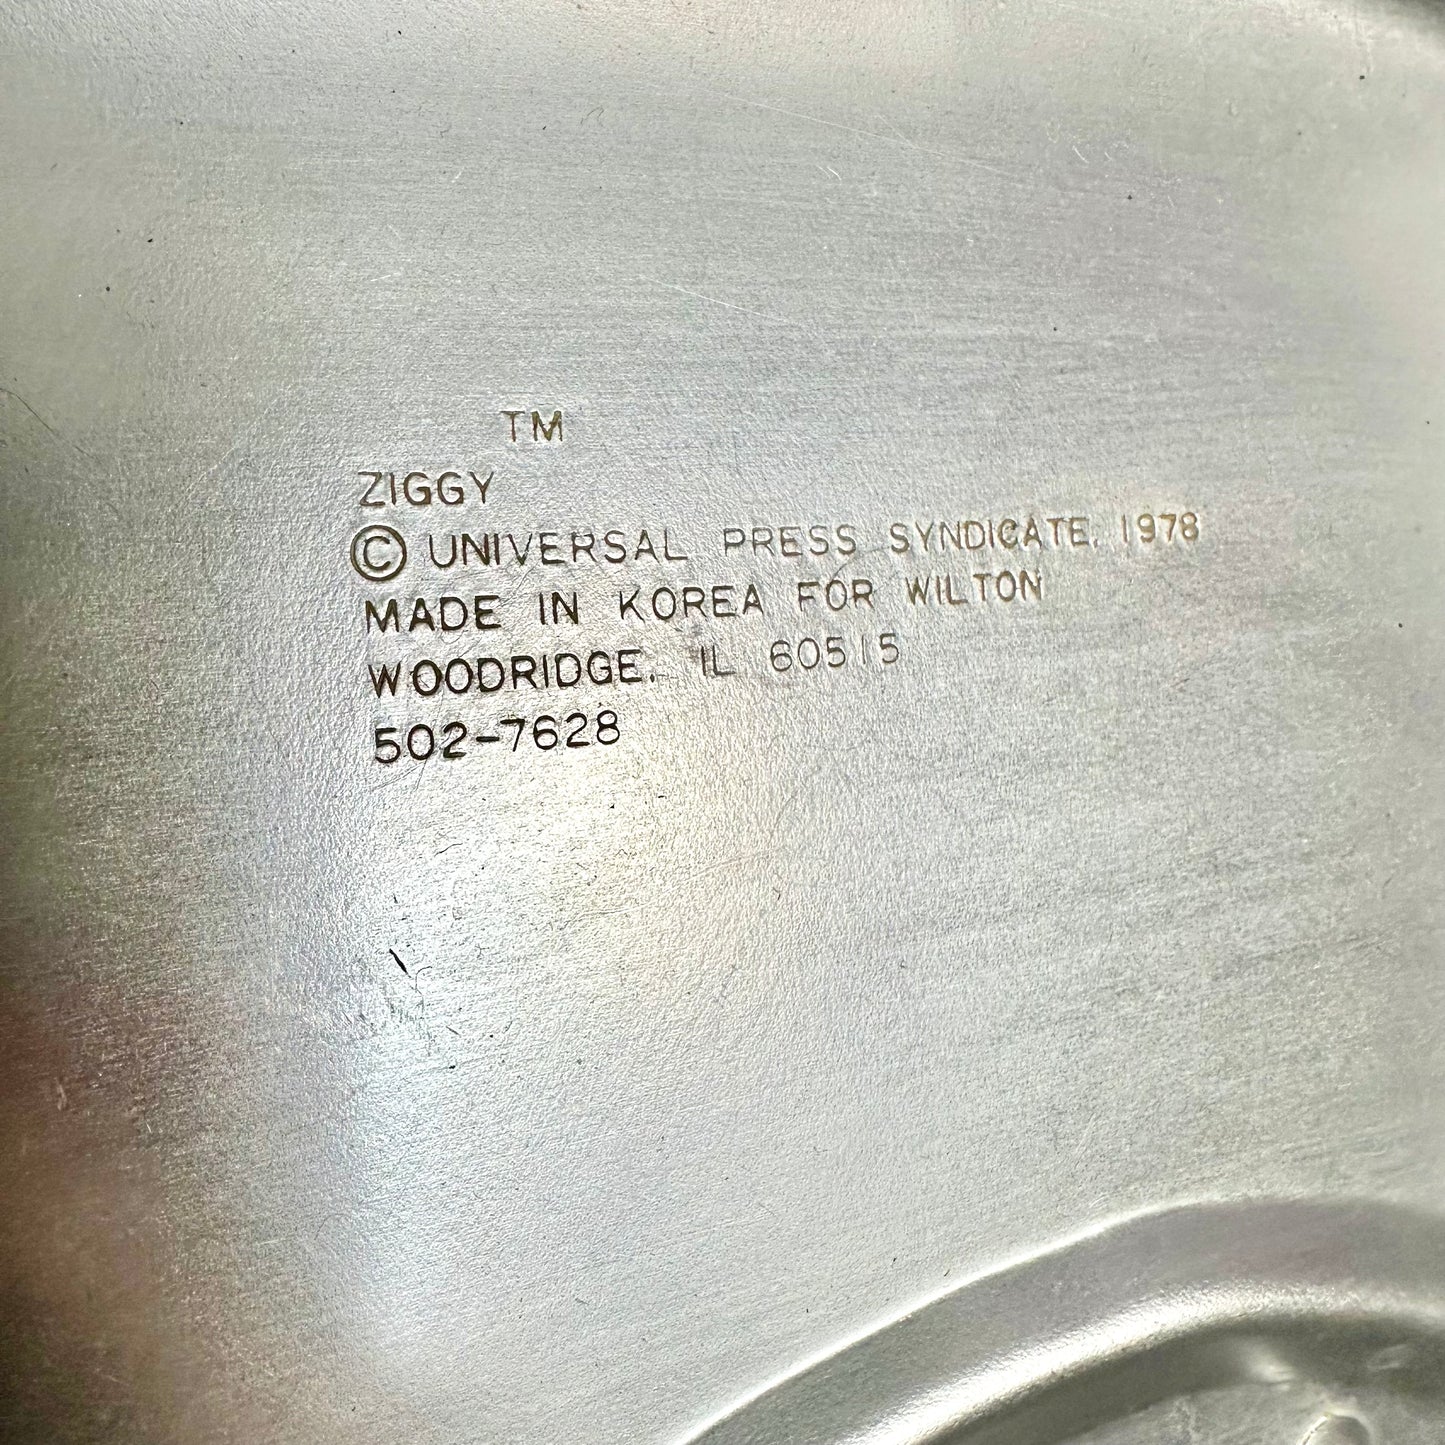 TM
ZIGGY
© UNIVERSAL PRESS SYNDICATE, 1978
MADE IN KOREA FOR WILTON
WOODRIDGE, IL 60515
502-7628